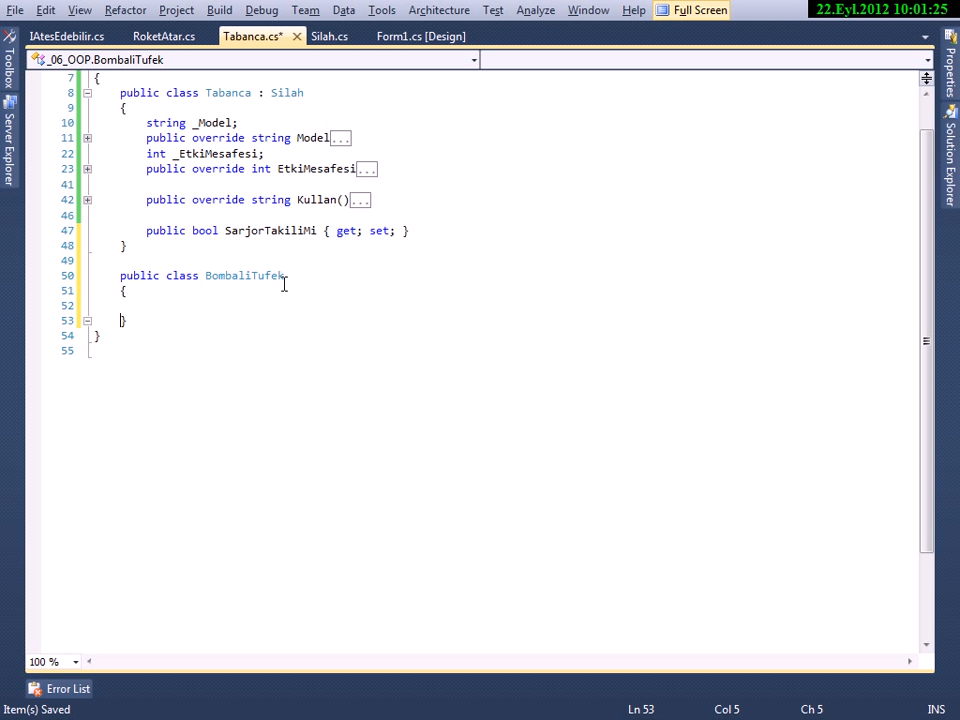 File Edit View Refactor Project Build Debug Team Data Tools Architecture Test Analyze Window Help Full Screen 22.Eyl.2012 10:01:25
IAtesEdebilir.cs RoketAtar.cs Tabanca.cs* Silah.cs Form1.cs [Design]
_06_OOP.BombaliTufek
Toolbox
Server Explorer
Properties
Solution Explorer
7 {
8 public class Tabanca : Silah
9 {
10 string _Model;
11 public override string Model...
22 int _EtkiMesafesi;
23 public override int EtkiMesafesi...
41
42 public override string Kullan()...
46
47 public bool SarjorTakiliMi { get; set; }
48 }
49
50 public class BombaliTufek
51 {
52
53 }
54 }
55
100 %
Error List
Item(s) Saved Ln 53 Col 5 Ch 5 INS